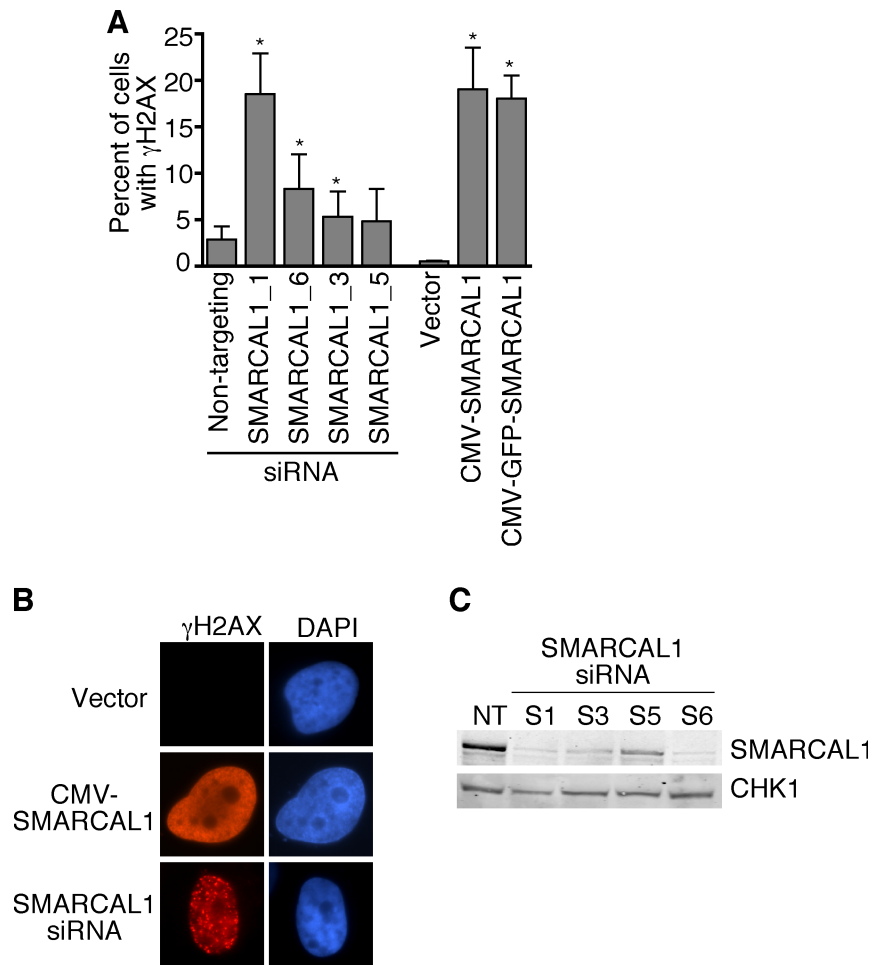 A
Percent of cells
with γH2AX
25
20
15
10
5
0
*
*
*
*
*
Non-targeting
SMARCAL1_1
SMARCAL1_6
SMARCAL1_3
SMARCAL1_5
Vector
CMV-SMARCAL1
CMV-GFP-SMARCAL1
siRNA
B
γH2AX DAPI
Vector
CMV-
SMARCAL1
SMARCAL1
siRNA
C
SMARCAL1
siRNA
NT S1 S3 S5 S6
SMARCAL1
CHK1